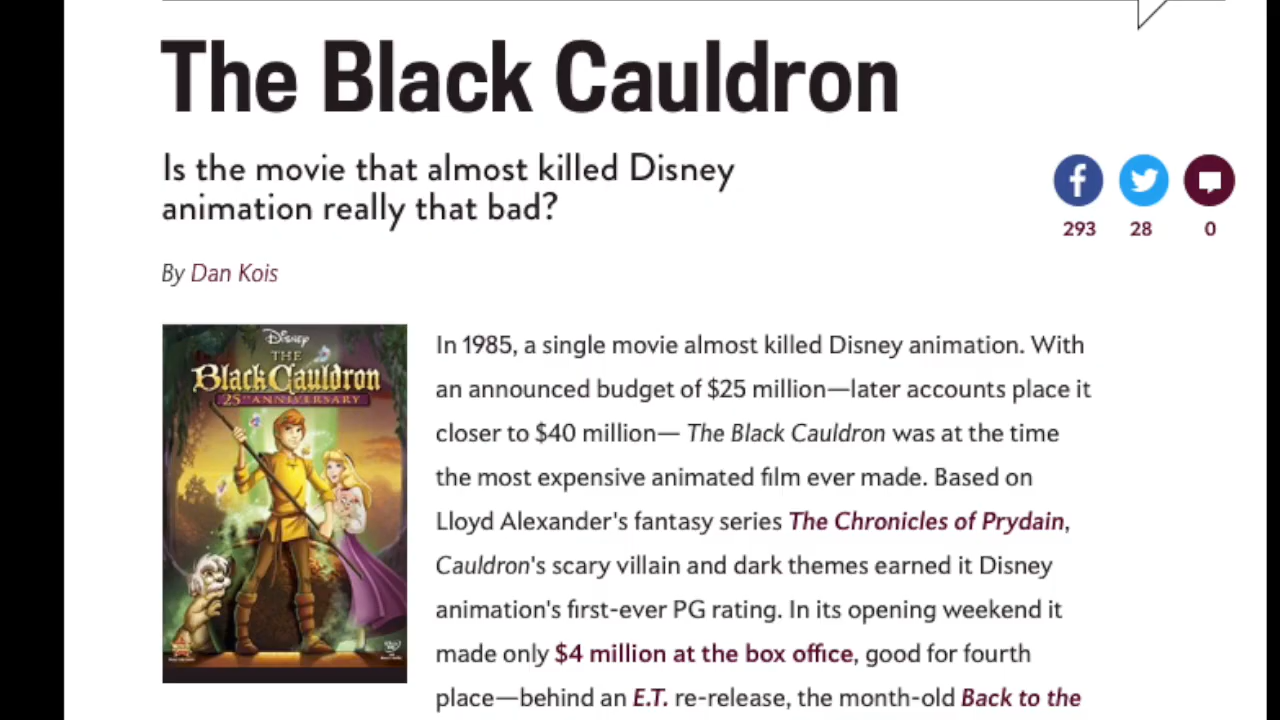 The Black Cauldron
Is the movie that almost killed Disney
animation really that bad?
293 28 0
By Dan Kois
Disney
THE
Black Cauldron
25TH ANNIVERSARY
In 1985, a single movie almost killed Disney animation. With
an announced budget of $25 million—later accounts place it
closer to $40 million— The Black Cauldron was at the time
the most expensive animated film ever made. Based on
Lloyd Alexander's fantasy series The Chronicles of Prydain,
Cauldron's scary villain and dark themes earned it Disney
animation's first-ever PG rating. In its opening weekend it
made only $4 million at the box office, good for fourth
place—behind an E.T. re-release, the month-old Back to the